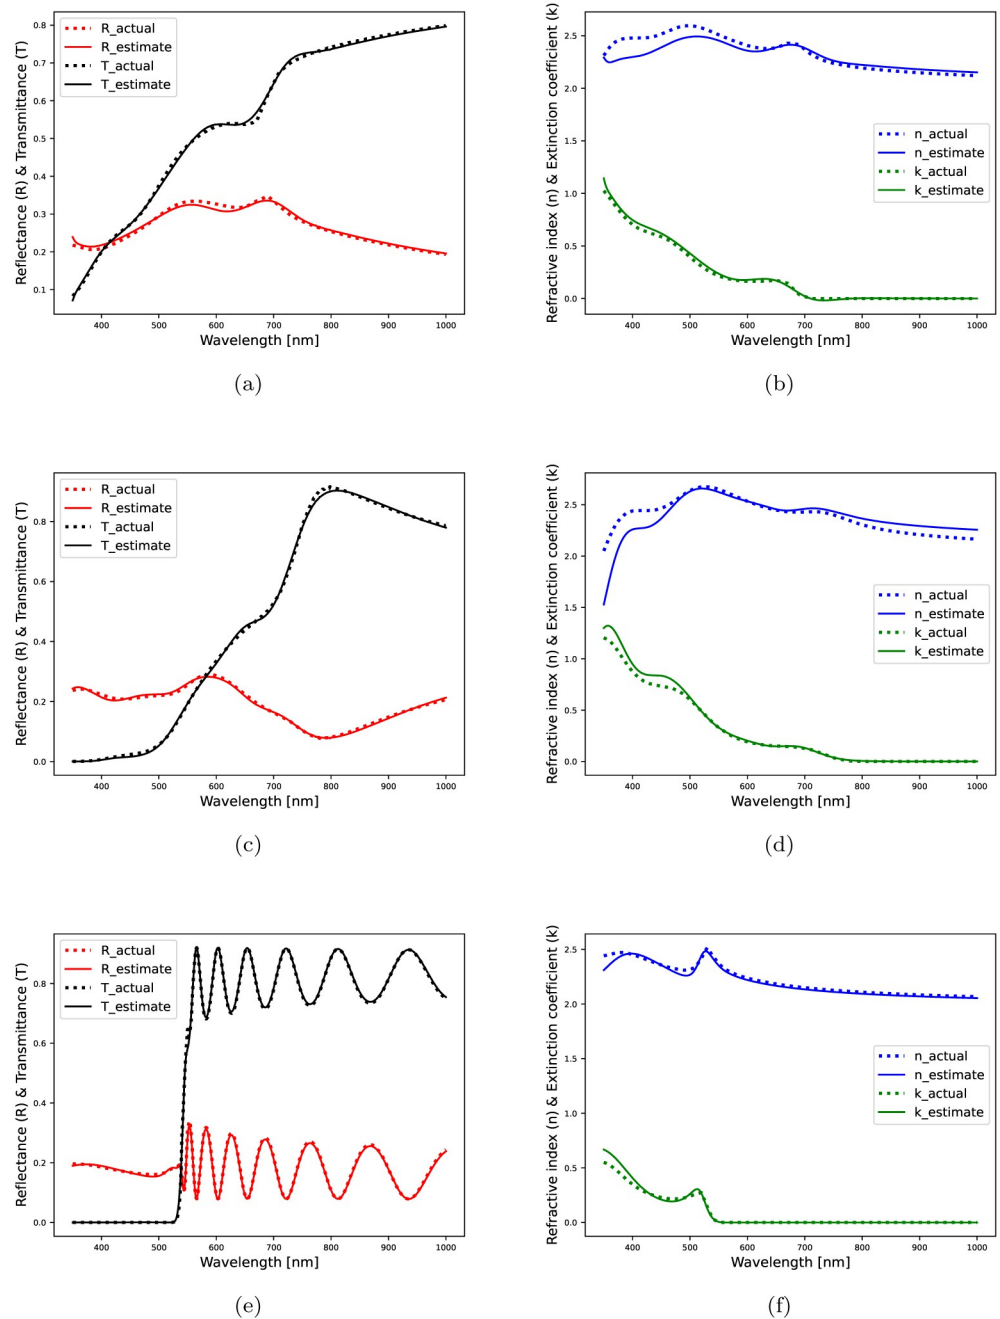 R_actual
R_estimate
T_actual
T_estimate
0.8
0.7
0.6
0.5
0.4
0.3
0.2
0.1
Reflectance (R) & Transmittance (T)
400 500 600 700 800 900 1000
Wavelength [nm]
(a)
n_actual
n_estimate
k_actual
k_estimate
2.5
2.0
1.5
1.0
0.5
0.0
Refractive index (n) & Extinction coefficient (k)
400 500 600 700 800 900 1000
Wavelength [nm]
(b)
R_actual
R_estimate
T_actual
T_estimate
0.8
0.6
0.4
0.2
0.0
Reflectance (R) & Transmittance (T)
400 500 600 700 800 900 1000
Wavelength [nm]
(c)
n_actual
n_estimate
k_actual
k_estimate
2.5
2.0
1.5
1.0
0.5
0.0
Refractive index (n) & Extinction coefficient (k)
400 500 600 700 800 900 1000
Wavelength [nm]
(d)
R_actual
R_estimate
T_actual
T_estimate
0.8
0.6
0.4
0.2
0.0
Reflectance (R) & Transmittance (T)
400 500 600 700 800 900 1000
Wavelength [nm]
(e)
n_actual
n_estimate
k_actual
k_estimate
2.5
2.0
1.5
1.0
0.5
0.0
Refractive index (n) & Extinction coefficient (k)
400 500 600 700 800 900 1000
Wavelength [nm]
(f)